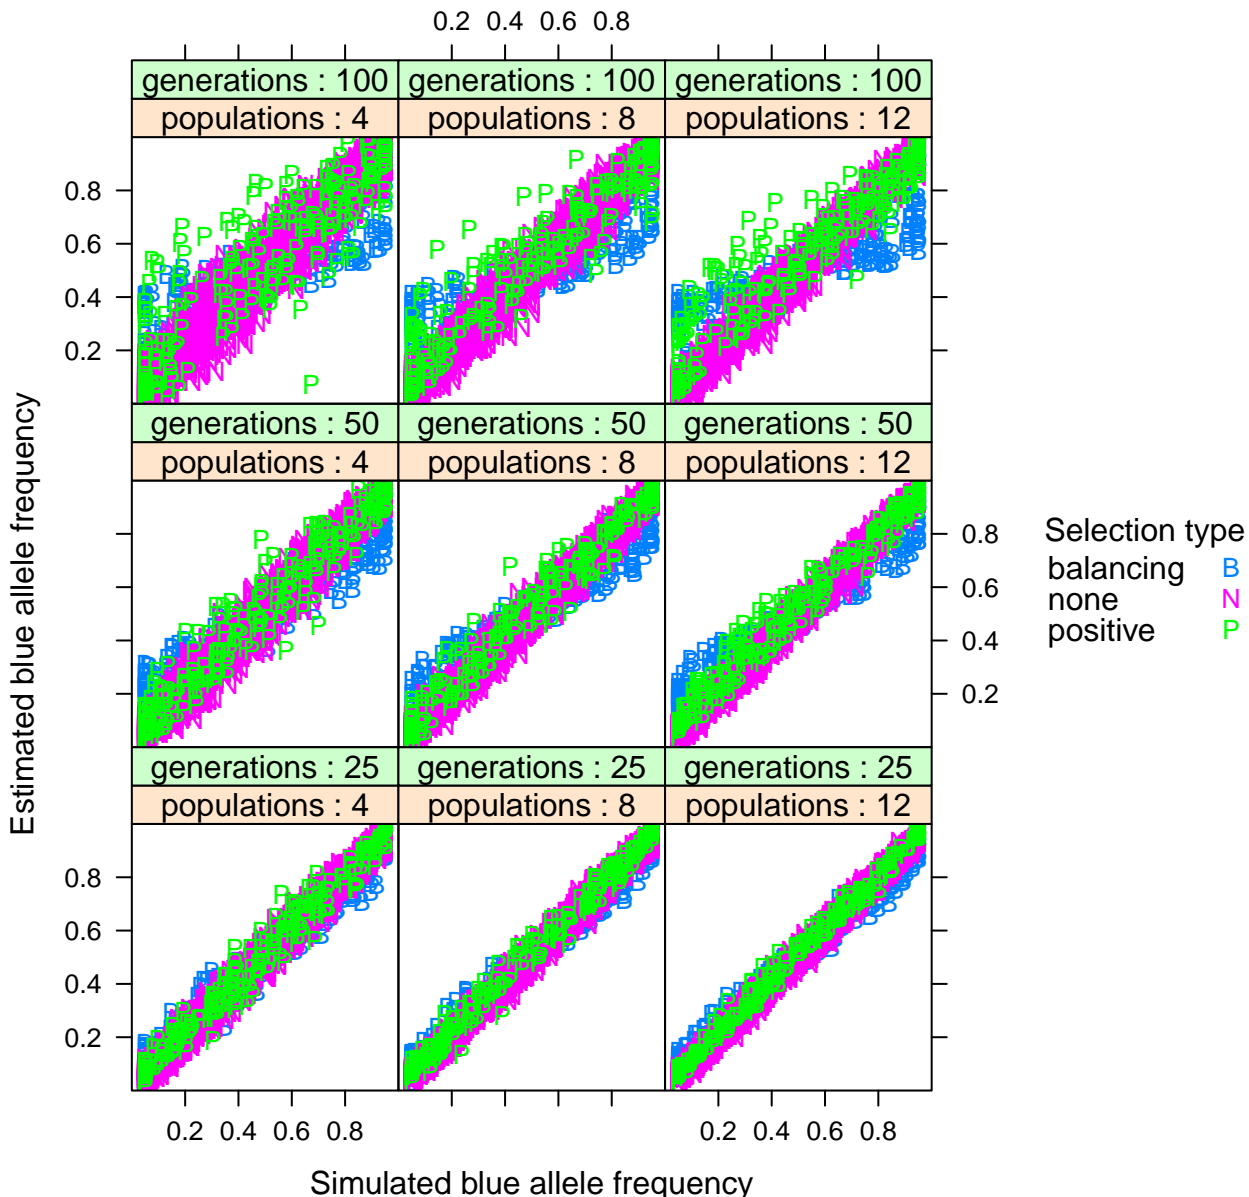 0.2 0.4 0.6 0.8
generations : 100 generations : 100 generations : 100
populations : 4 populations : 8 populations : 12
0.8
0.6
0.4
0.2
generations : 50 generations : 50 generations : 50
populations : 4 populations : 8 populations : 12
0.8
0.6
0.4
0.2
generations : 25 generations : 25 generations : 25
populations : 4 populations : 8 populations : 12
0.8
0.6
0.4
0.2
0.2 0.4 0.6 0.8 0.2 0.4 0.6 0.8
Simulated blue allele frequency
Estimated blue allele frequency
Selection type
balancing B
none N
positive P